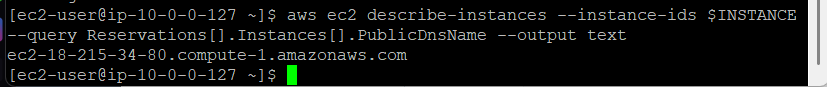 [ec2-user@ip-10-0-0-127 ~]$ aws ec2 describe-instances --instance-ids $INSTANCE
--query Reservations[].Instances[].PublicDnsName --output text
ec2-18-215-34-80.compute-1.amazonaws.com
[ec2-user@ip-10-0-0-127 ~]$